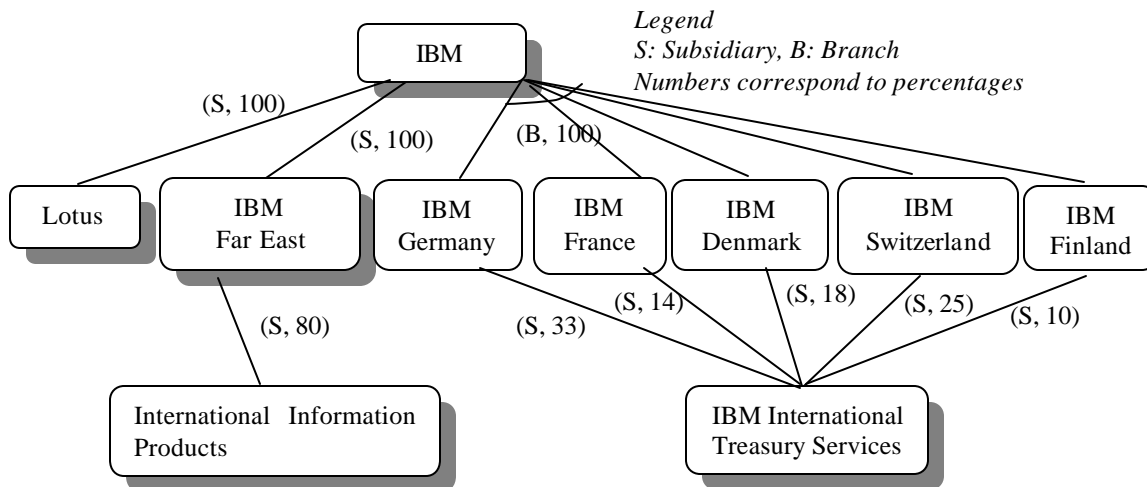 Legend
S: Subsidiary, B: Branch
Numbers correspond to percentages
IBM
(S, 100)
(S, 100)
(B, 100)
Lotus
IBM
Far East
IBM
Germany
IBM
France
IBM
Denmark
IBM
Switzerland
IBM
Finland
(S, 80)
(S, 33)
(S, 14)
(S, 18)
(S, 25)
(S, 10)
International Information
Products
IBM International
Treasury Services